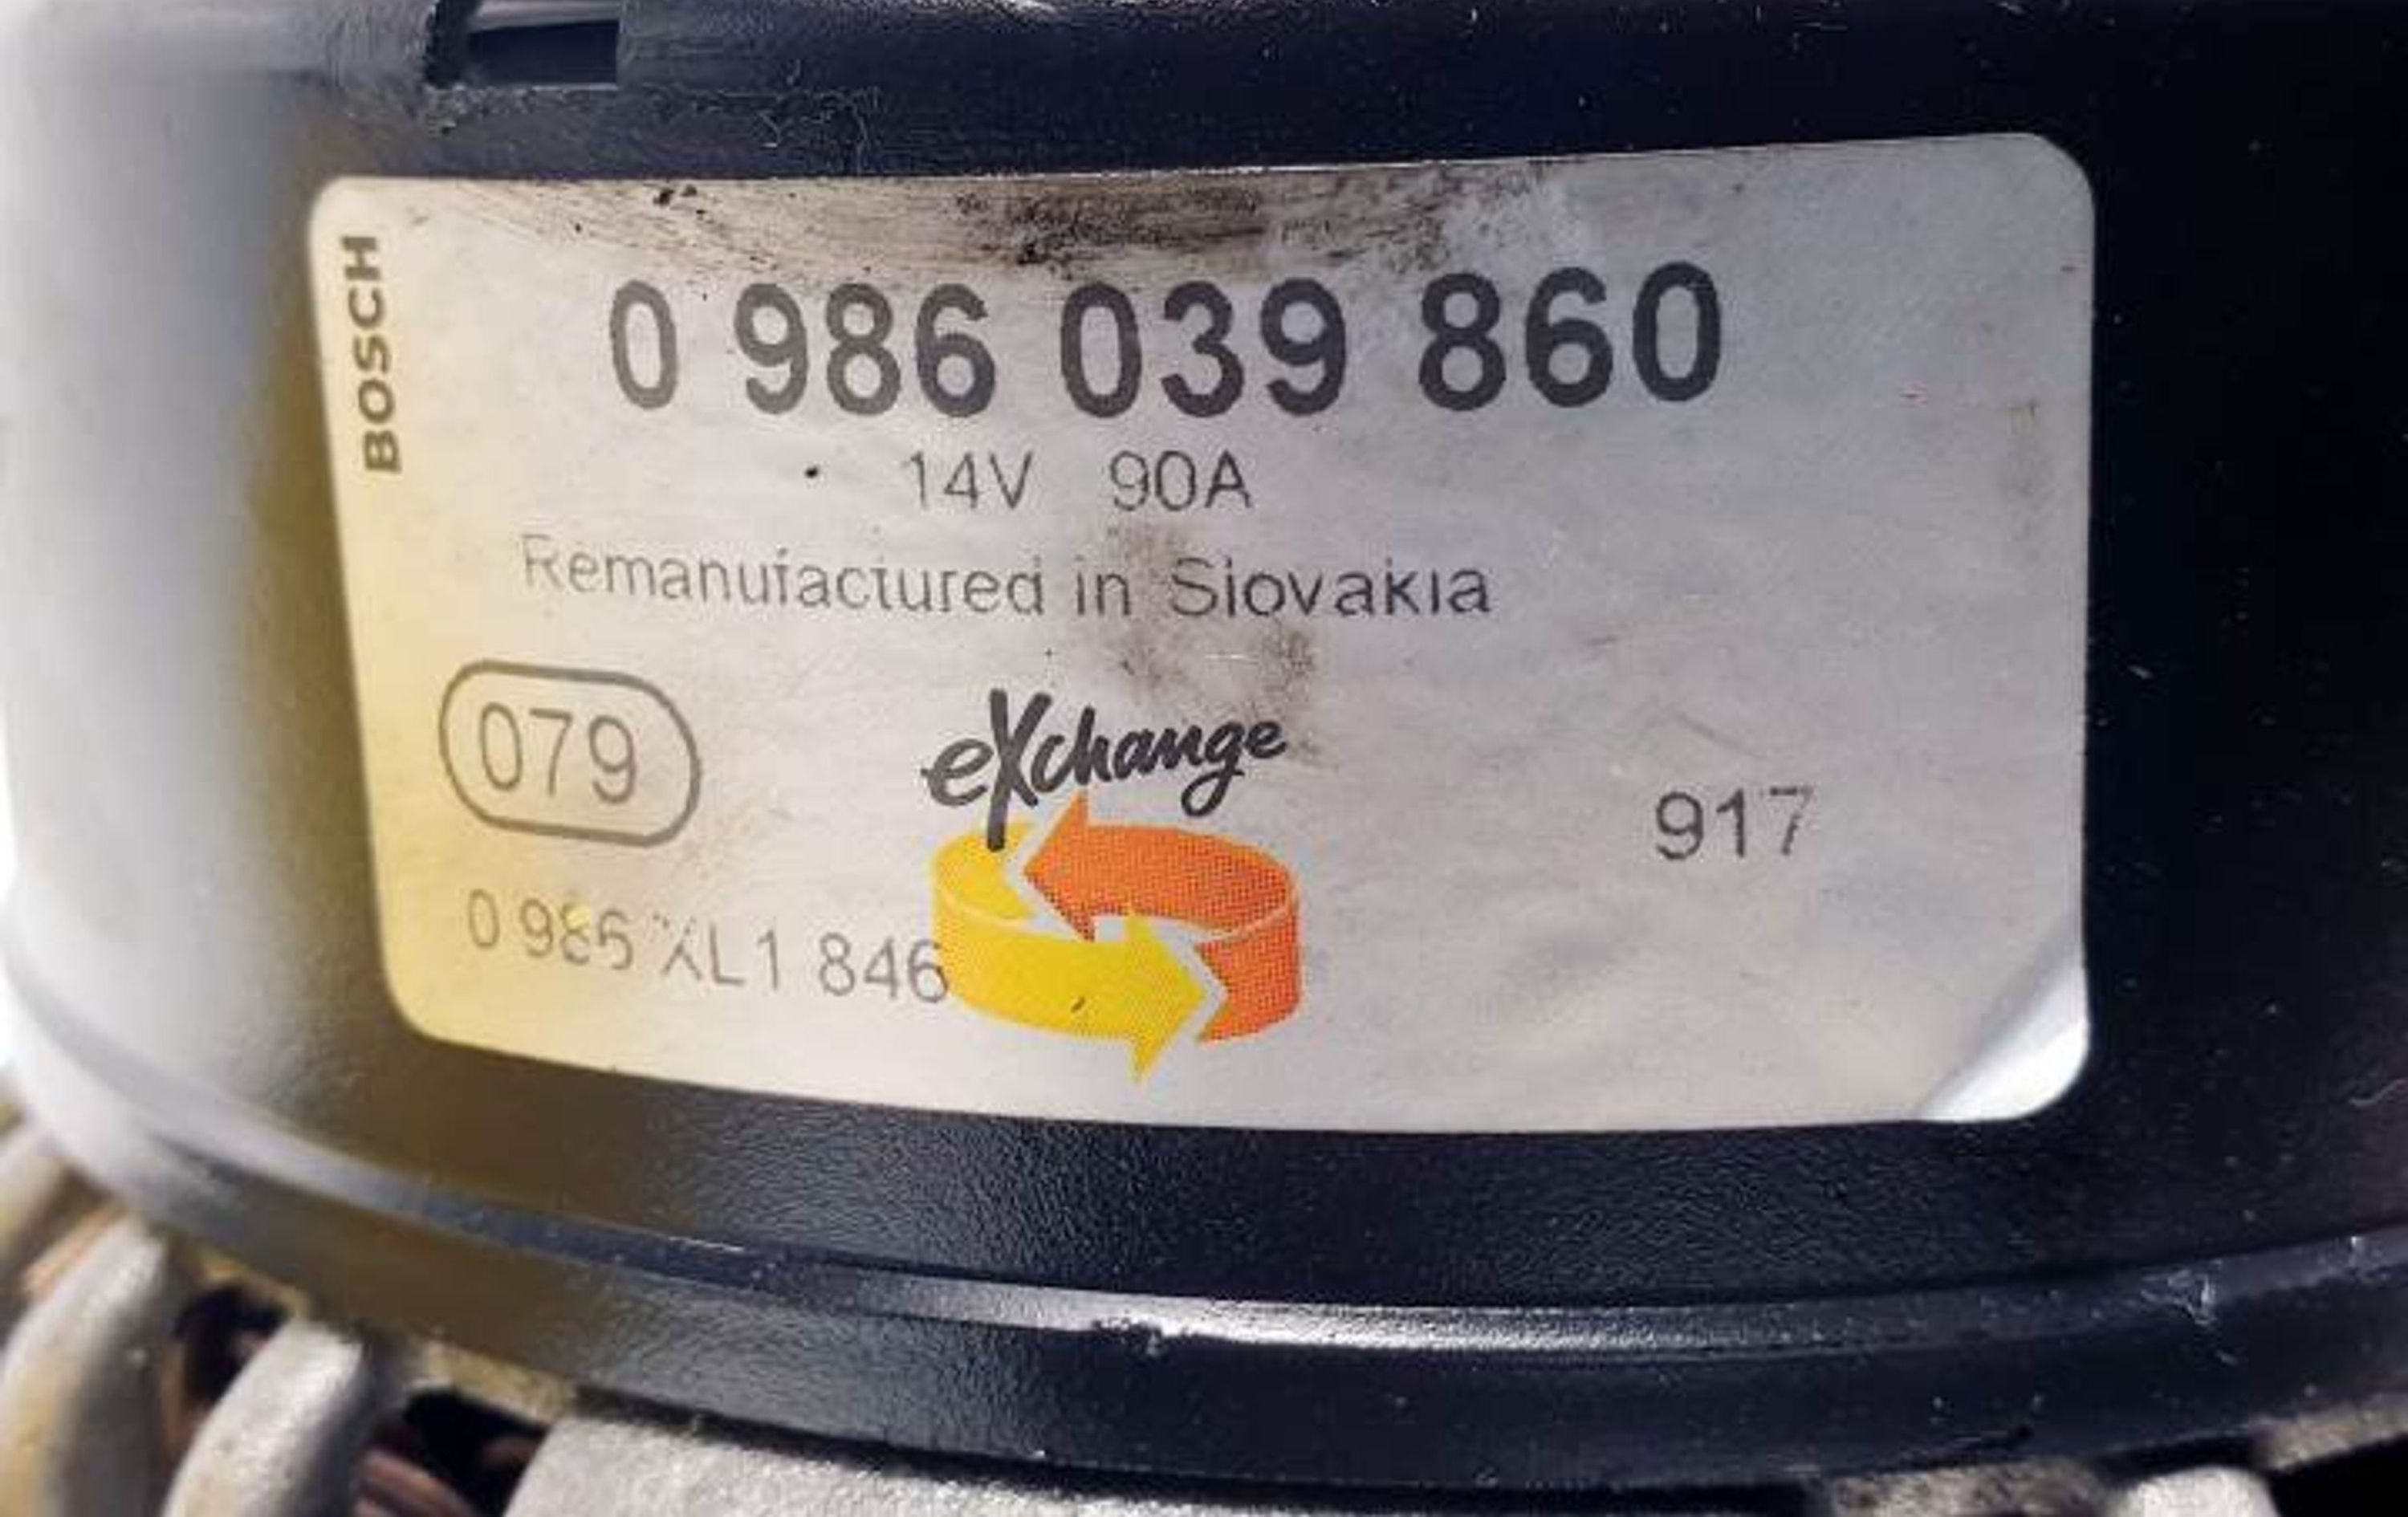 BOSCH
0 986 039 860
14V 90A
Remanufactured in Slovakia
079
eXchange
917
0 986 XL1 846